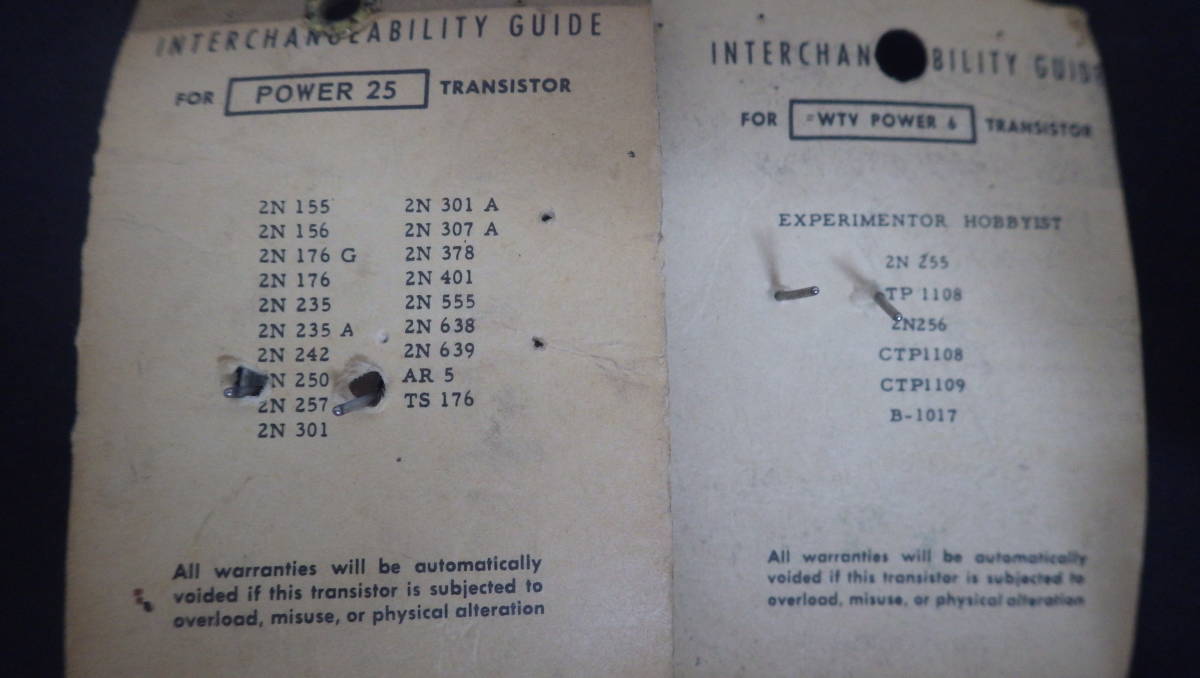 INTERCHANGEABILITY GUIDE
FOR POWER 25 TRANSISTOR
2N 155
2N 156
2N 176 G
2N 176
2N 235
2N 235 A
2N 242
N 250
2N 257
2N 301
2N 301 A
2N 307 A
2N 378
2N 401
2N 555
2N 638
2N 639
AR 5
TS 176
All warranties will be automatically
voided if this transistor is subjected to
overload, misuse, or physical alteration
INTERCHAN BILITY GUIDE
FOR WTV POWER 6 TRANSISTOR
EXPERIMENTOR HOBBYIST
2N 255
TP 1108
2N256
CTP1108
CTP1109
B-1017
All warranties will be automatically
voided if this transistor is subjected to
overload, misuse, or physical alteration